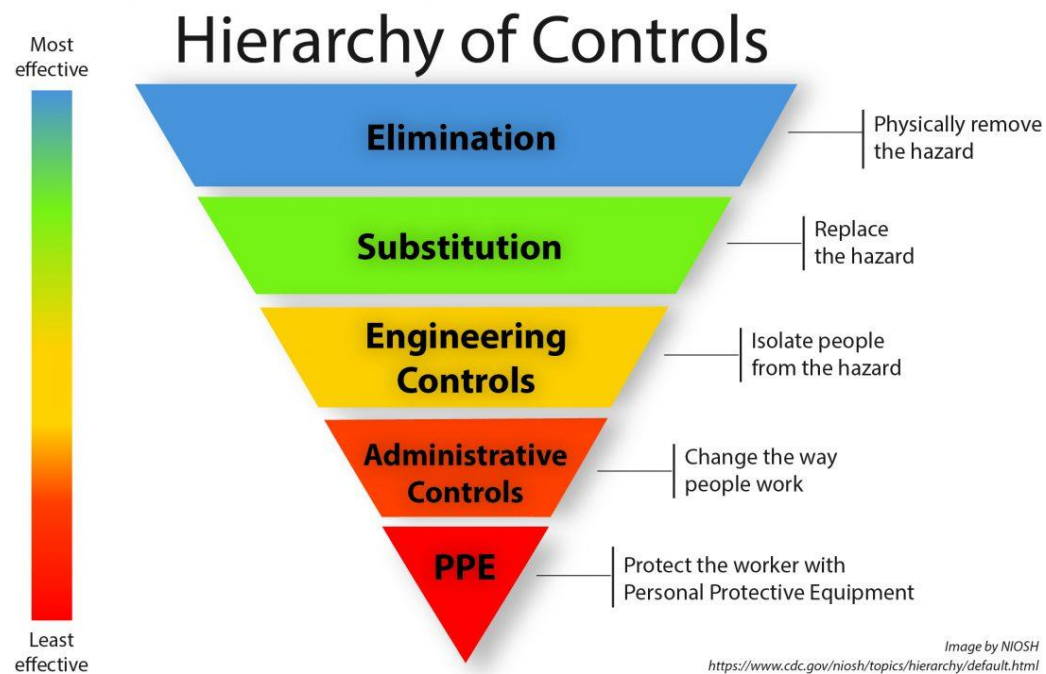 Hierarchy of Controls
Most
effective
Elimination
Physically remove
the hazard
Substitution
Replace
the hazard
Engineering
Controls
Isolate people
from the hazard
Administrative
Controls
Change the way
people work
PPE
Protect the worker with
Personal Protective Equipment
Least
effective
Image by NIOSH
https://www.cdc.gov/niosh/topics/hierarchy/default.html